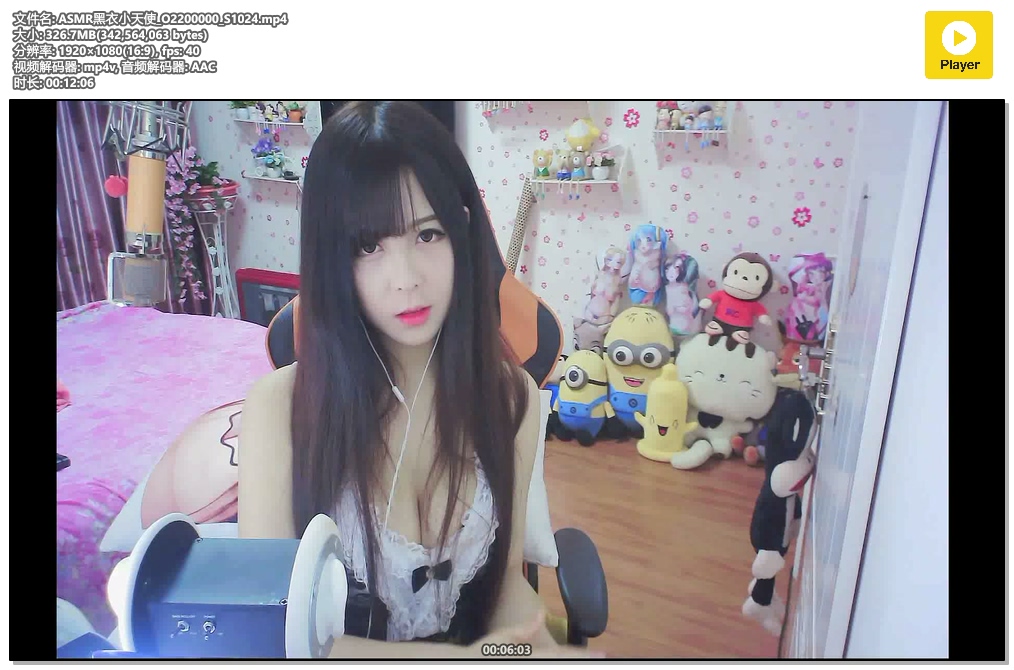 文件名: ASMR黑衣小天使_O2200000_S1024.mp4
大小: 326.7MB(342,564,063 bytes)
分辨率: 1920×1080(16:9), fps: 40
视频解码器: mp4v, 音频解码器: AAC
时长: 00:12:06
Player
00:06:03